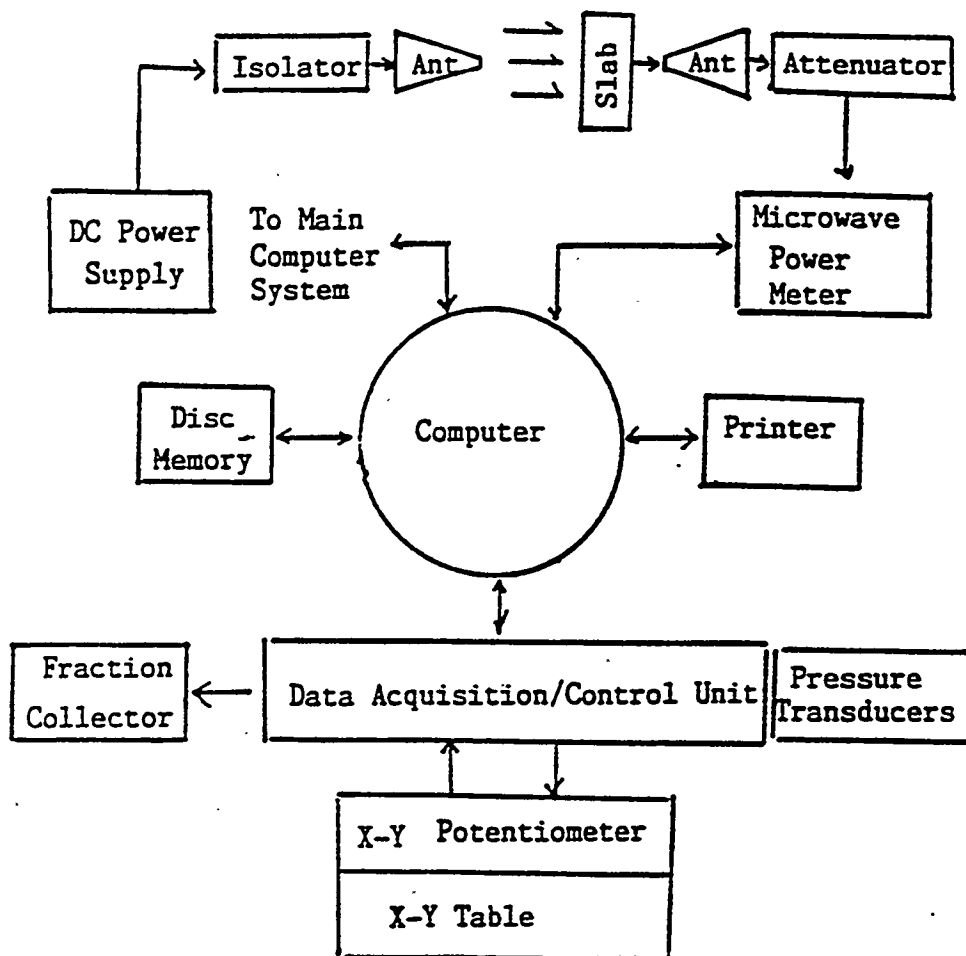 Isolator
Ant
Slab
Ant
Attenuator
DC Power
Supply
To Main
Computer
System
Microwave
Power
Meter
Disc
Memory
Computer
Printer
Fraction
Collector
Data Acquisition/Control Unit
Pressure
Transducers
X-Y Potentiometer
X-Y Table